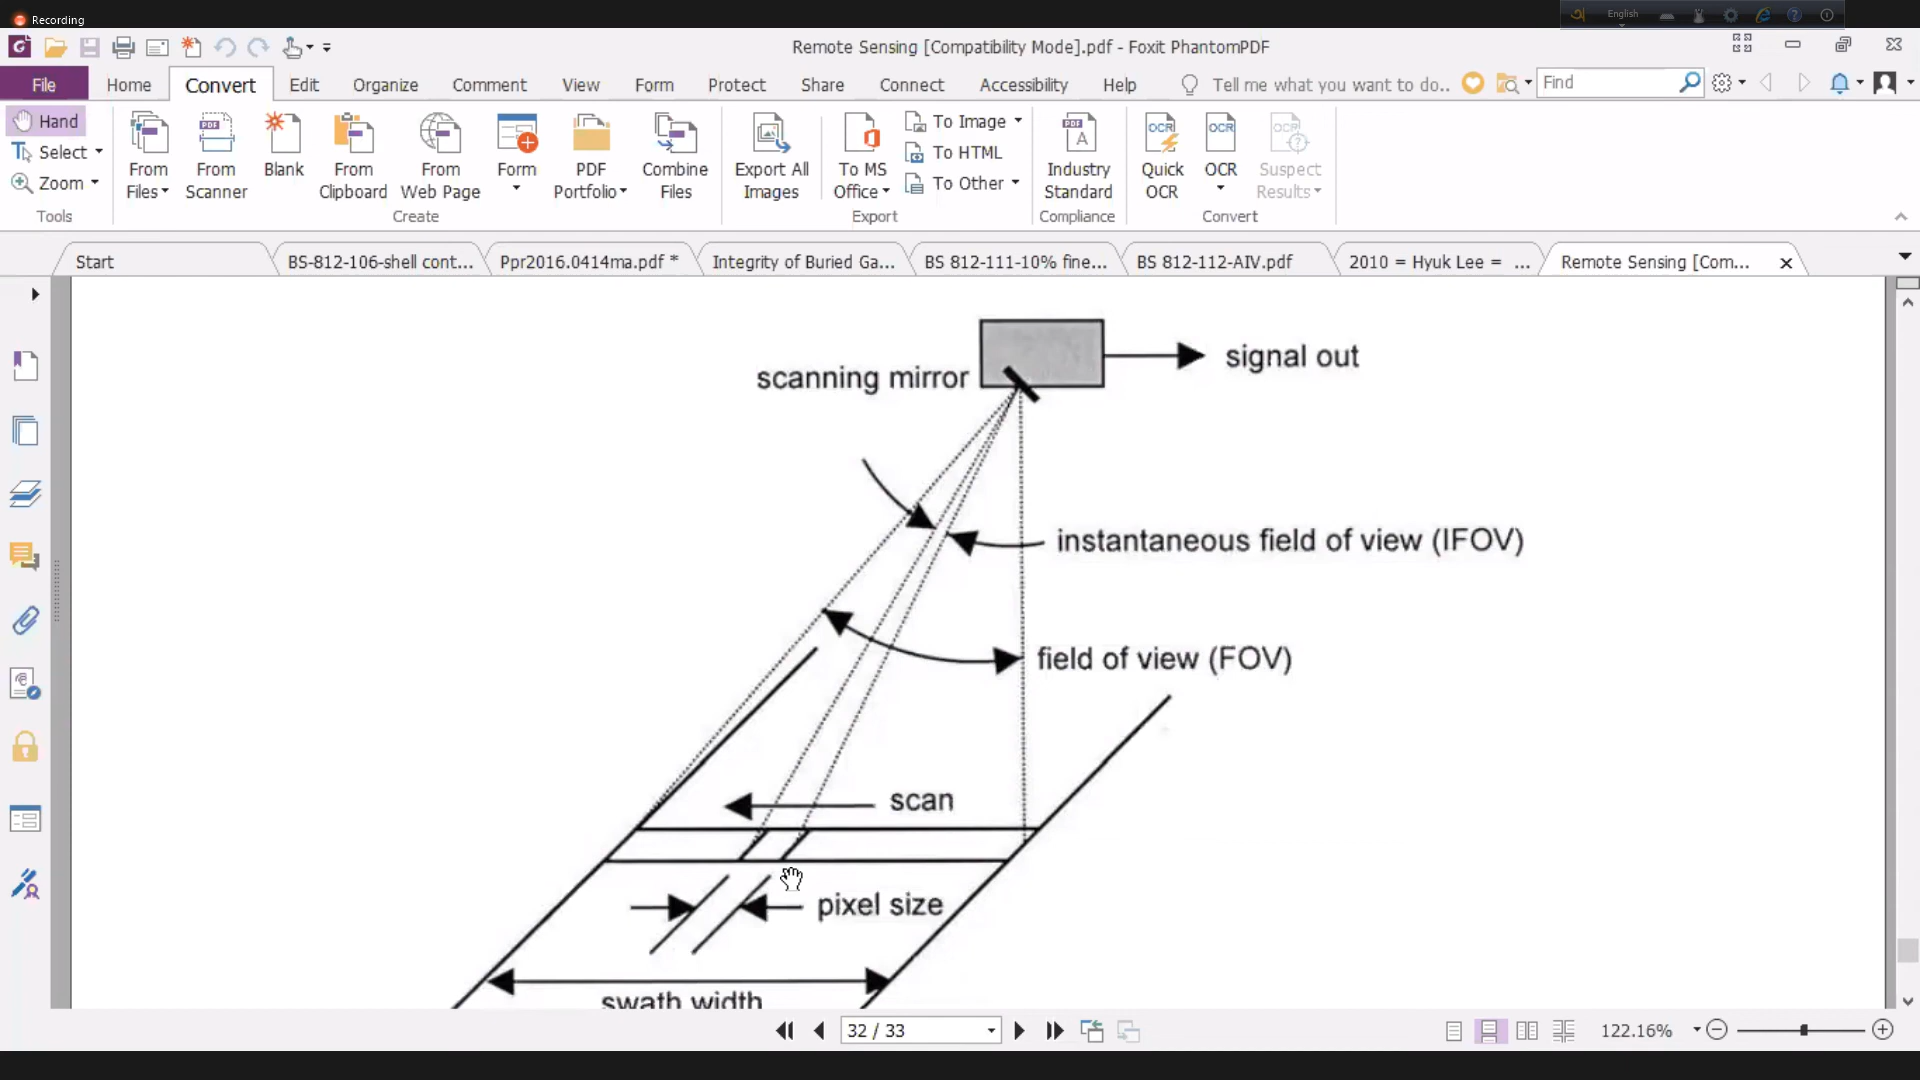 Recording
English
Remote Sensing [Compatibility Mode].pdf - Foxit PhantomPDF
File
Home
Convert
Edit
Organize
Comment
View
Form
Protect
Share
Connect
Accessibility
Help
Tell me what you want to do..
Find
Hand
Select
Zoom
Tools
From Files
From Scanner
Blank
From Clipboard
From Web Page
Form
PDF Portfolio
Combine Files
Create
Export All Images
To MS Office
To Image
To HTML
To Other
Export
Industry Standard
Compliance
Quick OCR
OCR
Suspect Results
Convert
Start
BS-812-106-shell cont...
Ppr2016.0414ma.pdf *
Integrity of Buried Ga...
BS 812-111-10% fine...
BS 812-112-AIV.pdf
2010 = Hyuk Lee = ...
Remote Sensing [Com...
scanning mirror
signal out
instantaneous field of view (IFOV)
field of view (FOV)
scan
pixel size
swath width
32 / 33
122.16%